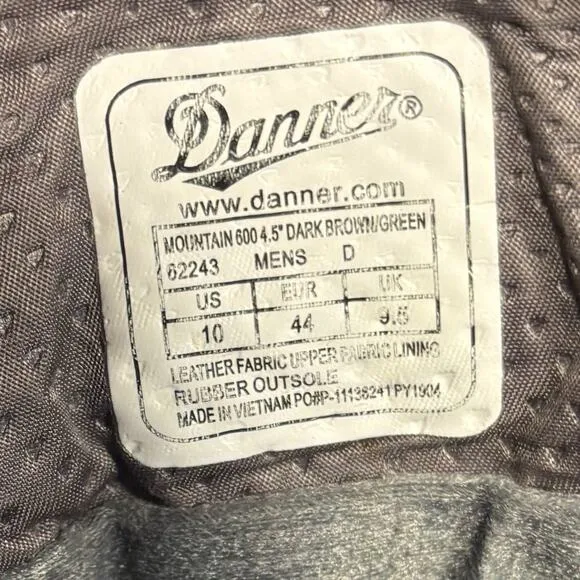 Danner®
www.danner.com
MOUNTAIN 600 4.5" DARK BROWN/GREEN
62243 MENS D
US EUR UK
10 44 9.5
LEATHER FABRIC UPPER FABRIC LINING
RUBBER OUTSOLE
MADE IN VIETNAM PO#P-11138241 PY1904